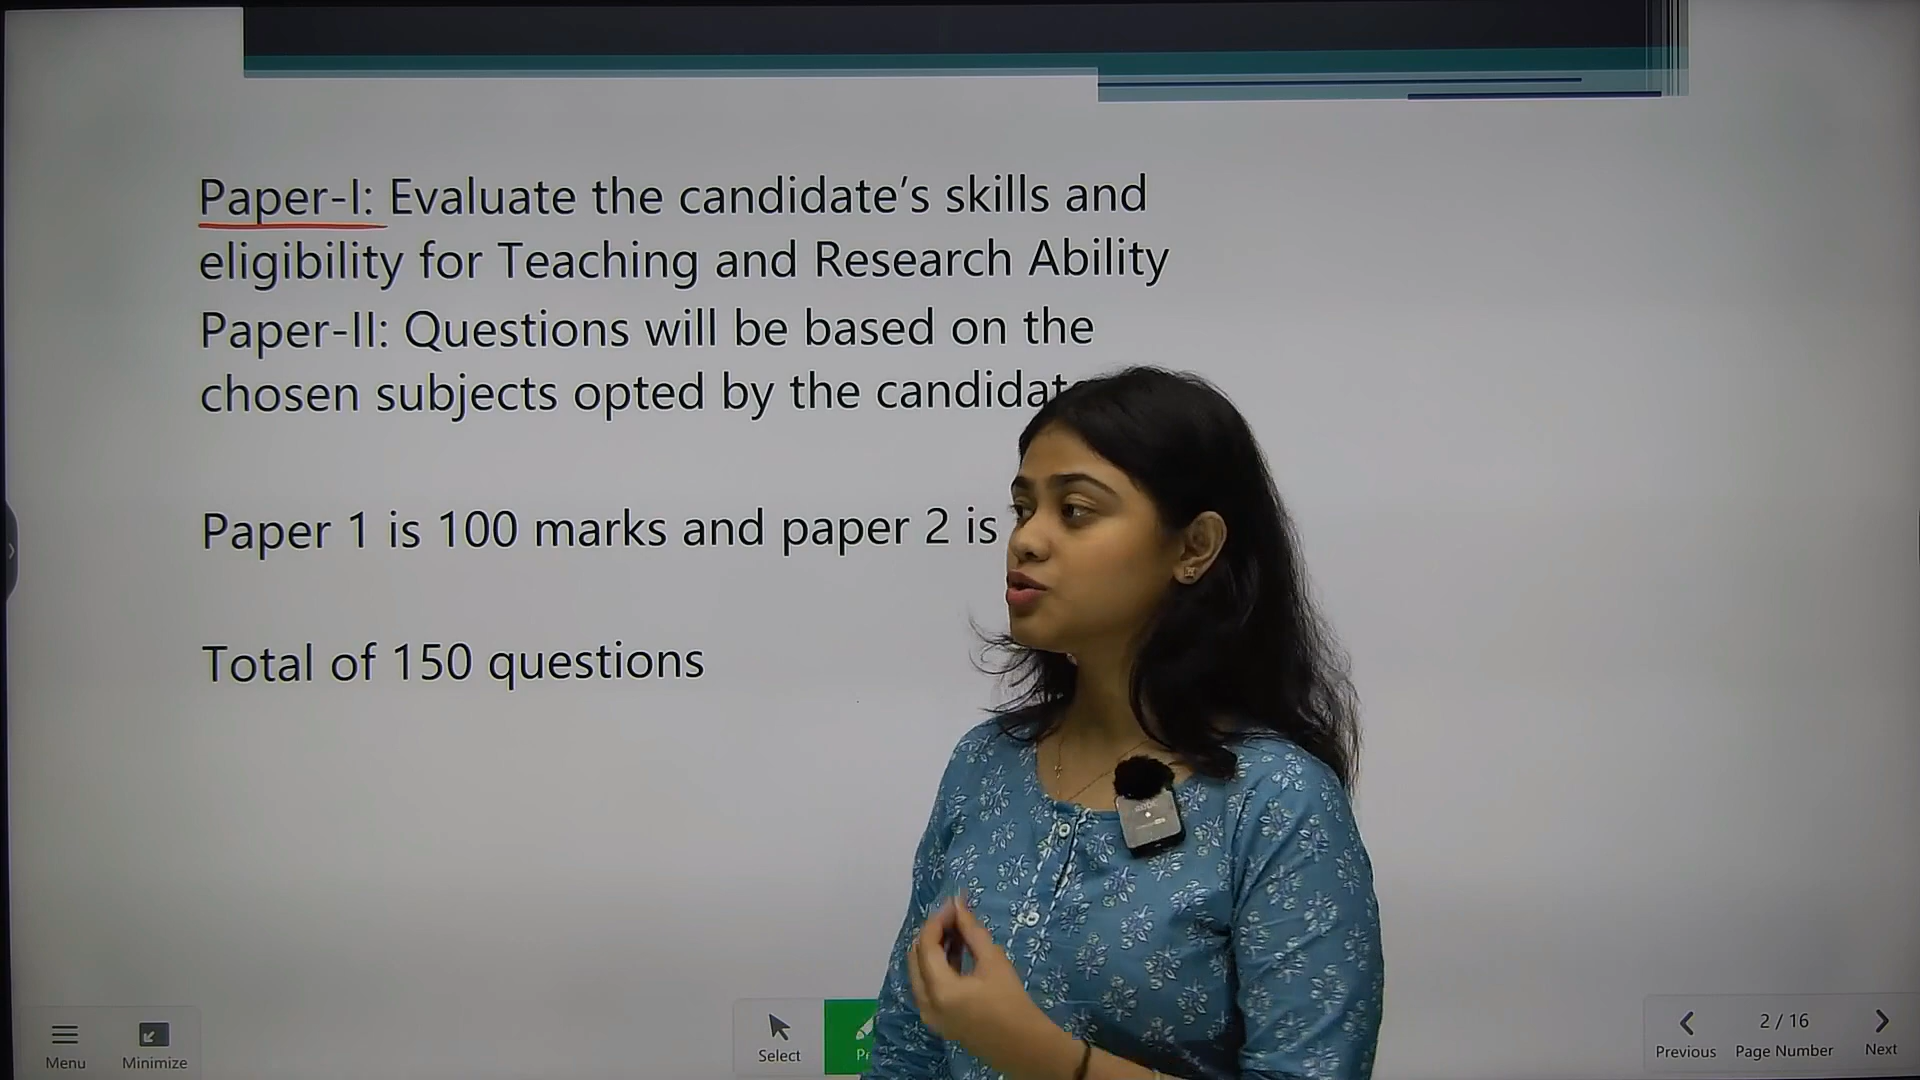 Paper-I: Evaluate the candidate’s skills and
eligibility for Teaching and Research Ability
Paper-II: Questions will be based on the
chosen subjects opted by the
Paper 1 is 100 marks and paper 2 is
Total of 150 questions
Menu
Minimize
Select
2 / 16
Previous
Page Number
Next